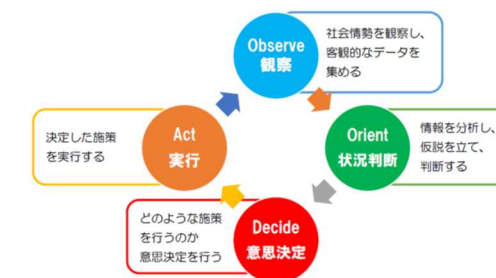 Observe
観察
社会情勢を観察し、
客観的なデータを
集める
Orient
状況判断
情報を分析し、
仮説を立て、
判断する
Decide
意思決定
どのような施策
を行うのか
意思決定を行う
Act
実行
決定した施策
を実行する